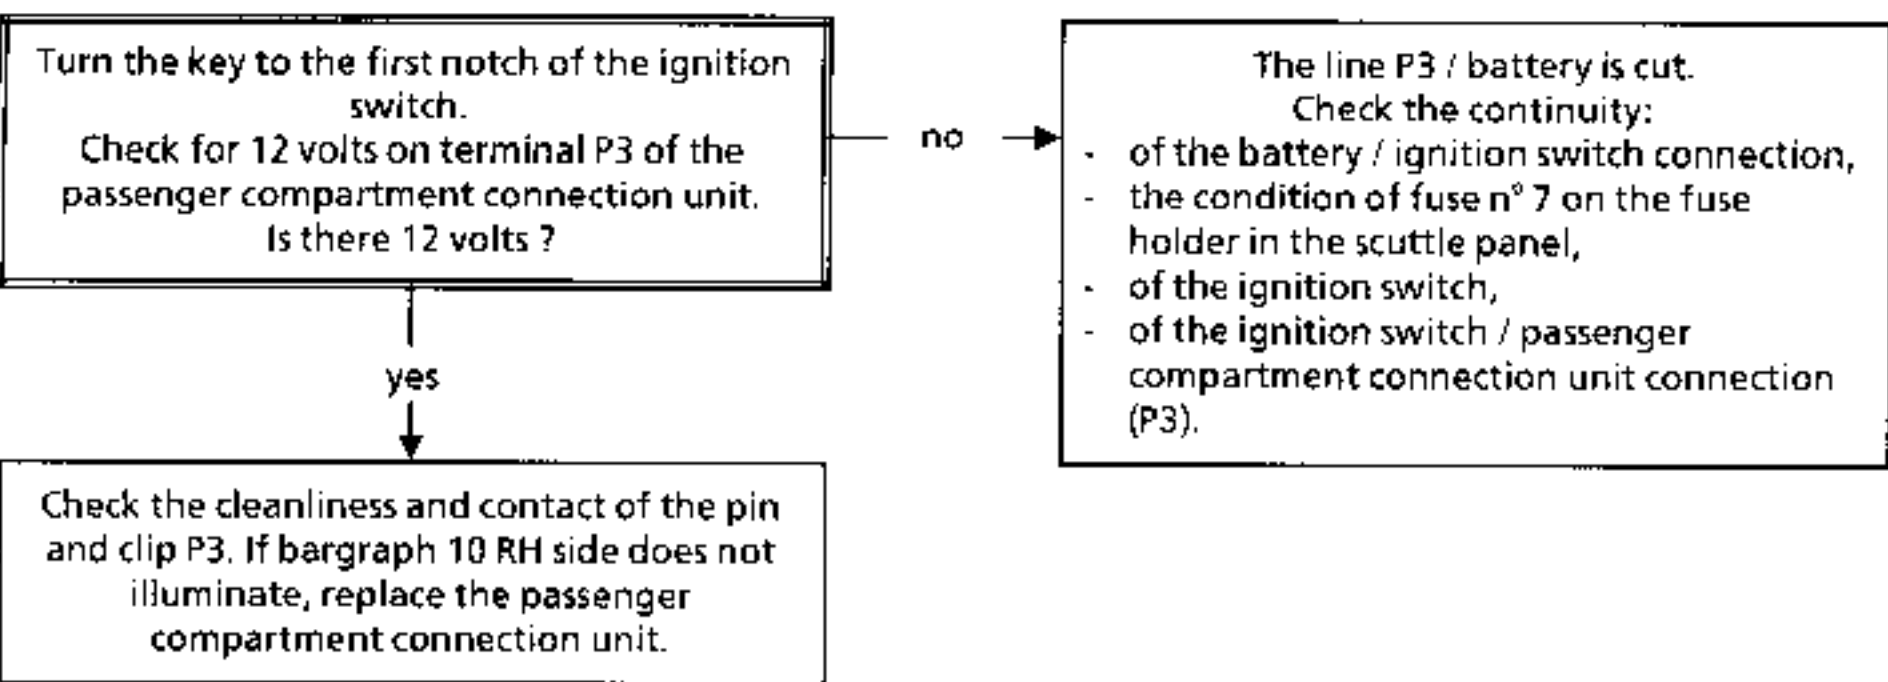 Turn the key to the first notch of the ignition
switch.
Check for 12 volts on terminal P3 of the
passenger compartment connection unit.
Is there 12 volts ?
no
The line P3 / battery is cut.
Check the continuity:
- of the battery / ignition switch connection,
- the condition of fuse n° 7 on the fuse
holder in the scuttle panel,
- of the ignition switch,
- of the ignition switch / passenger
compartment connection unit connection
(P3).
yes
Check the cleanliness and contact of the pin
and clip P3. If bargraph 10 RH side does not
illuminate, replace the passenger
compartment connection unit.